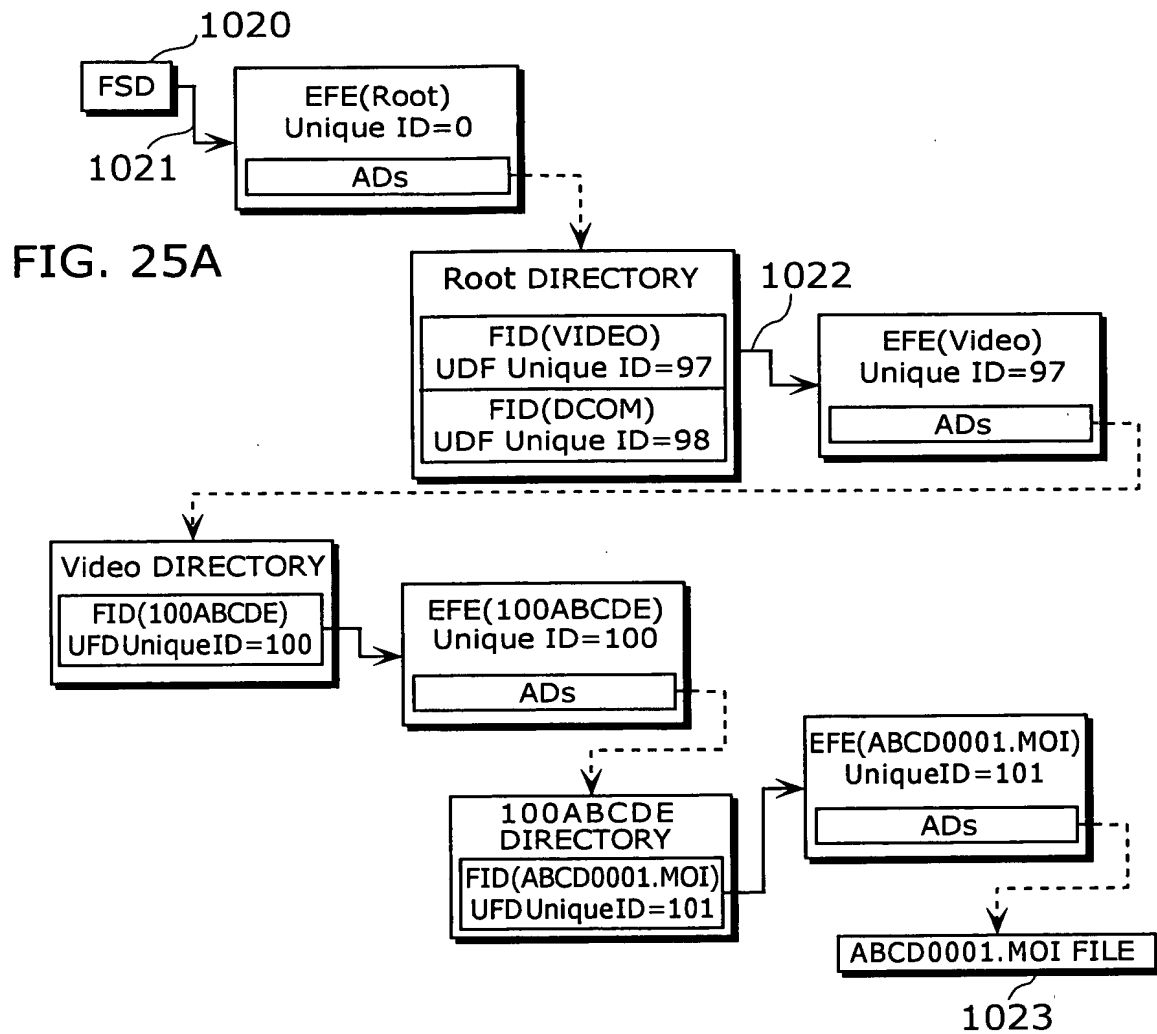 1020
FSD
EFE(Root)
Unique ID=0
ADs
1021
FIG. 25A
Root DIRECTORY
FID(VIDEO)
UDF Unique ID=97
FID(DCOM)
UDF Unique ID=98
1022
EFE(Video)
Unique ID=97
ADs
Video DIRECTORY
FID(100ABCDE)
UFDUniqueID=100
EFE(100ABCDE)
Unique ID=100
ADs
100ABCDE
DIRECTORY
FID(ABCD0001.MOI)
UFDUniqueID=101
EFE(ABCD0001.MOI)
UniqueID=101
ADs
ABCD0001.MOI FILE
1023